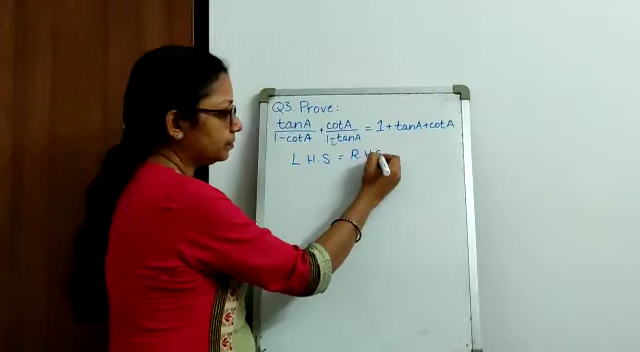 Q3. Prove:
tanA/1-cotA + cotA/1-tanA = 1 + tanA + cotA
L H.S = R.H.S